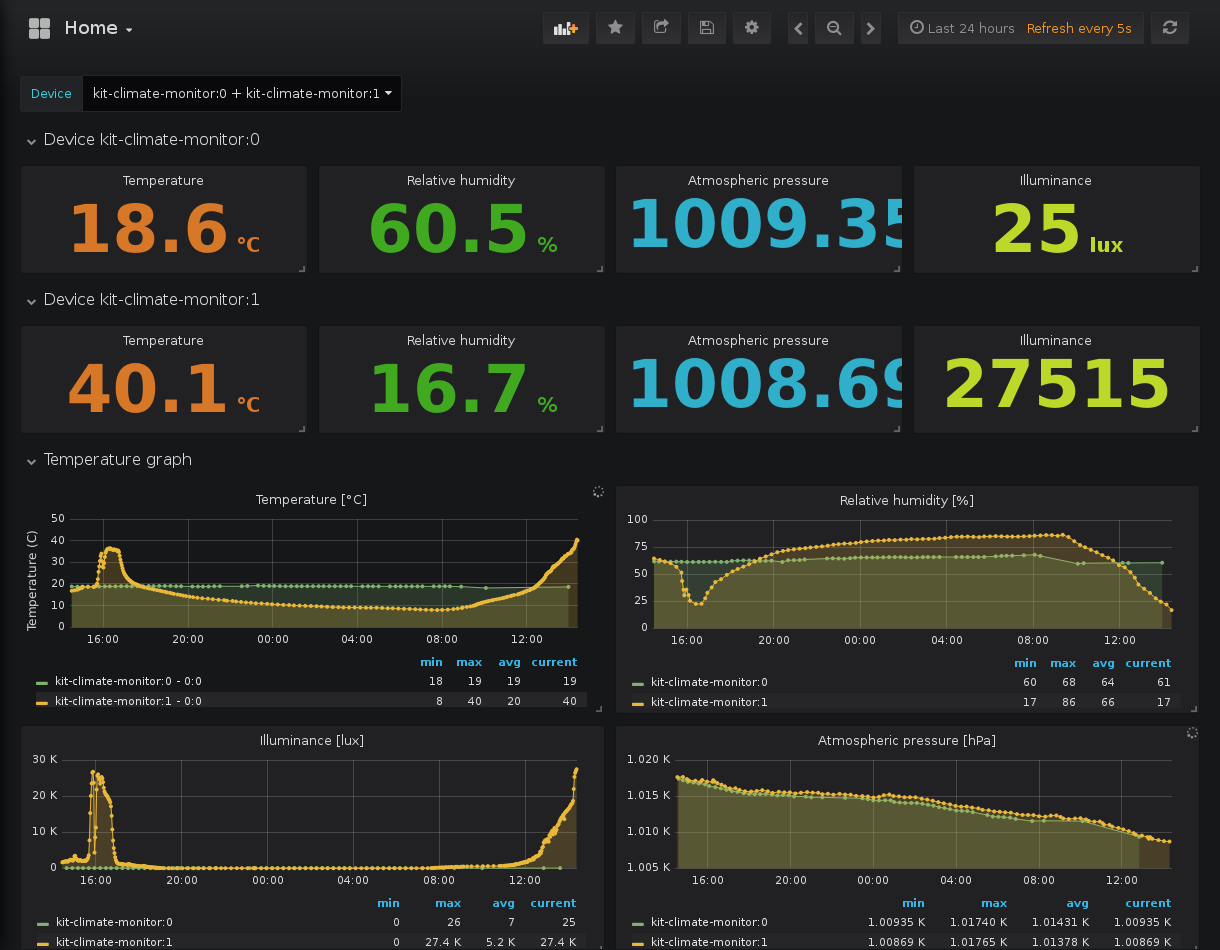 Home
Last 24 hours Refresh every 5s
Device kit-climate-monitor:0 + kit-climate-monitor:1
Device kit-climate-monitor:0
Temperature Relative humidity Atmospheric pressure Illuminance
18.6 °C 60.5 % 1009.35 25 lux
Device kit-climate-monitor:1
Temperature Relative humidity Atmospheric pressure Illuminance
40.1 °C 16.7 % 1008.69 27515
Temperature graph
Temperature [°C]
Temperature (C)
50
40
30
20
10
0
16:00 20:00 00:00 04:00 08:00 12:00
min max avg current
kit-climate-monitor:0 - 0:0 18 19 19 19
kit-climate-monitor:1 - 0:0 8 40 20 40
Relative humidity [%]
100
75
50
25
0
16:00 20:00 00:00 04:00 08:00 12:00
min max avg current
kit-climate-monitor:0 60 68 64 61
kit-climate-monitor:1 17 86 66 17
Illuminance [lux]
30 K
20 K
10 K
0
16:00 20:00 00:00 04:00 08:00 12:00
min max avg current
kit-climate-monitor:0 0 26 7 25
kit-climate-monitor:1 0 27.4 K 5.2 K 27.4 K
Atmospheric pressure [hPa]
1.020 K
1.015 K
1.010 K
1.005 K
16:00 20:00 00:00 04:00 08:00 12:00
min max avg current
kit-climate-monitor:0 1.00935 K 1.01740 K 1.01431 K 1.00935 K
kit-climate-monitor:1 1.00869 K 1.01765 K 1.01378 K 1.00869 K